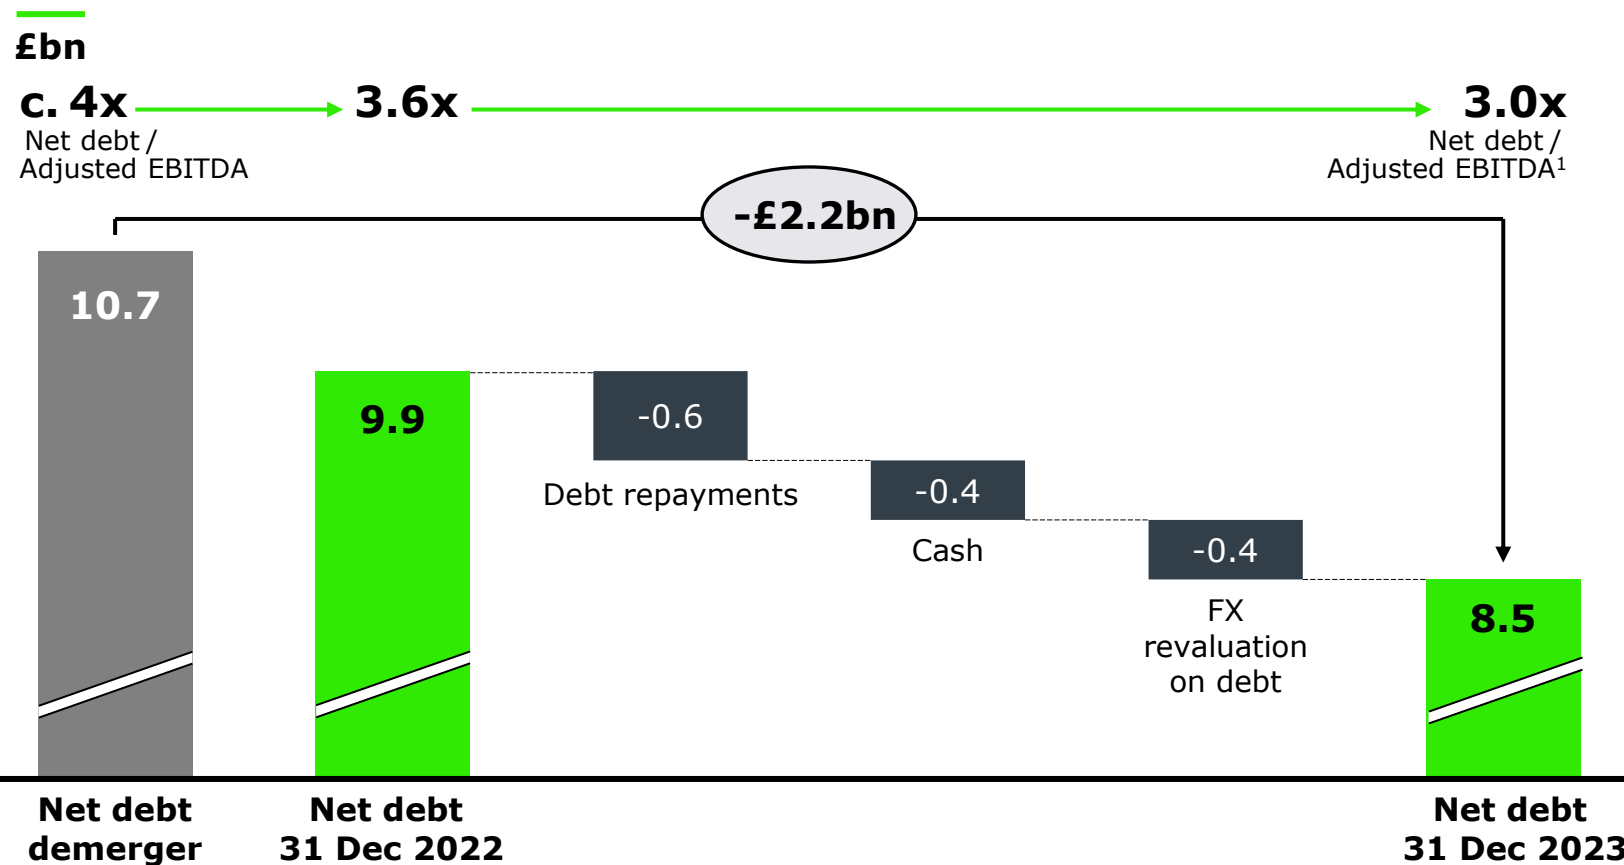 £bn
c. 4x
3.6x
3.0x
Net debt /
Adjusted EBITDA
Net debt /
Adjusted EBITDA¹
-£2.2bn
10.7
9.9
-0.6
Debt repayments
-0.4
Cash
-0.4
FX
revaluation
on debt
8.5
Net debt
demerger
Net debt
31 Dec 2022
Net debt
31 Dec 2023